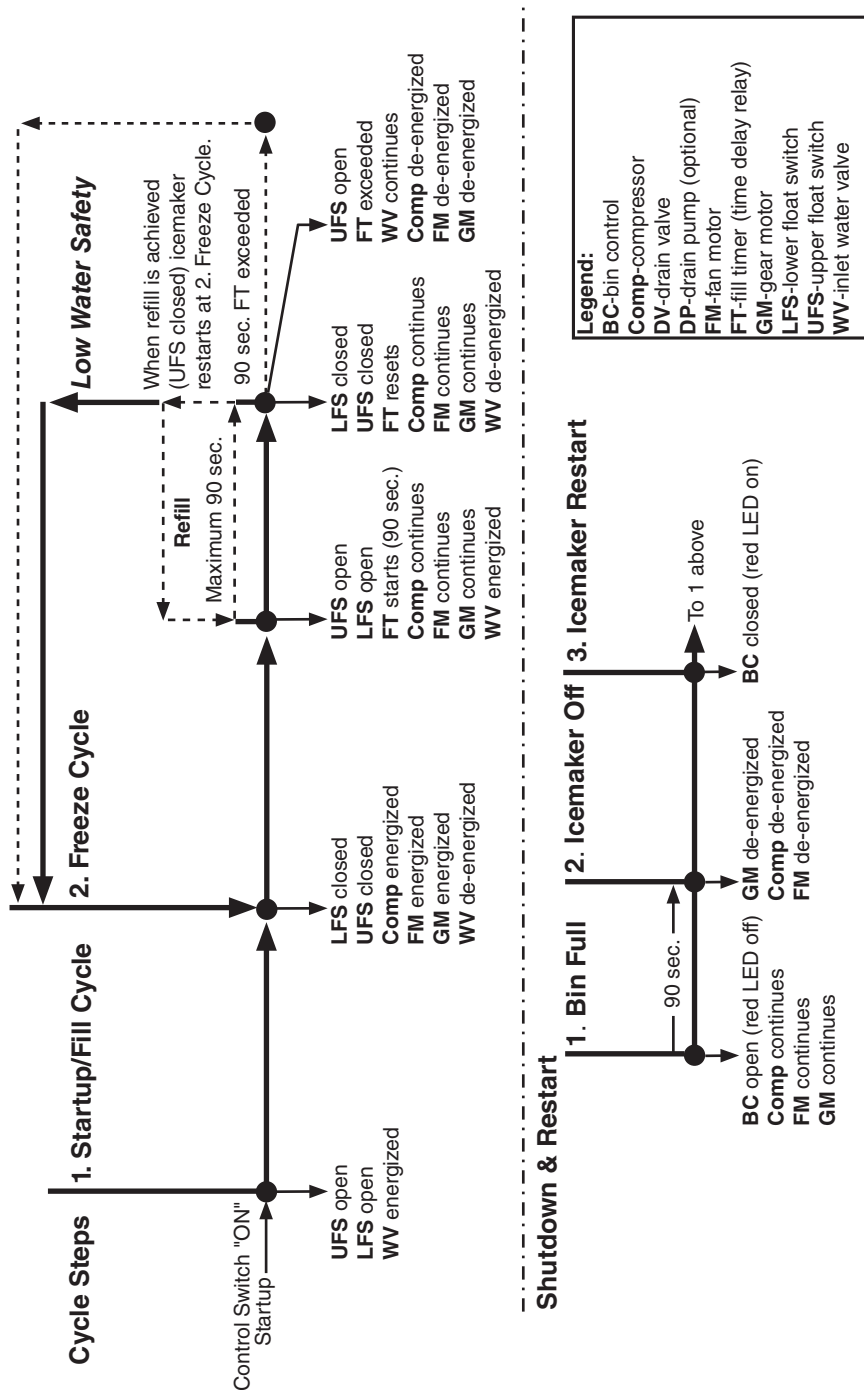 Cycle Steps
1. Startup/Fill Cycle
2. Freeze Cycle
Low Water Safety
When refill is achieved
(UFS closed) icemaker
restarts at 2. Freeze Cycle.
Refill
Maximum 90 sec.
90 sec. FT exceeded
Control Switch "ON"
Startup
UFS open
LFS open
WV energized
LFS closed
UFS closed
Comp energized
FM energized
GM energized
WV de-energized
UFS open
LFS open
FT starts (90 sec.)
Comp continues
FM continues
GM continues
WV energized
LFS closed
UFS closed
FT resets
Comp continues
FM continues
GM continues
WV de-energized
UFS open
FT exceeded
WV continues
Comp de-energized
FM de-energized
GM de-energized
Shutdown & Restart
1. Bin Full
2. Icemaker Off
3. Icemaker Restart
90 sec.
To 1 above
BC open (red LED off)
Comp continues
FM continues
GM continues
GM de-energized
Comp de-energized
FM de-energized
BC closed (red LED on)
Legend:
BC-bin control
Comp-compressor
DV-drain valve
DP-drain pump (optional)
FM-fan motor
FT-fill timer (time delay relay)
GM-gear motor
LFS-lower float switch
UFS-upper float switch
WV-inlet water valve